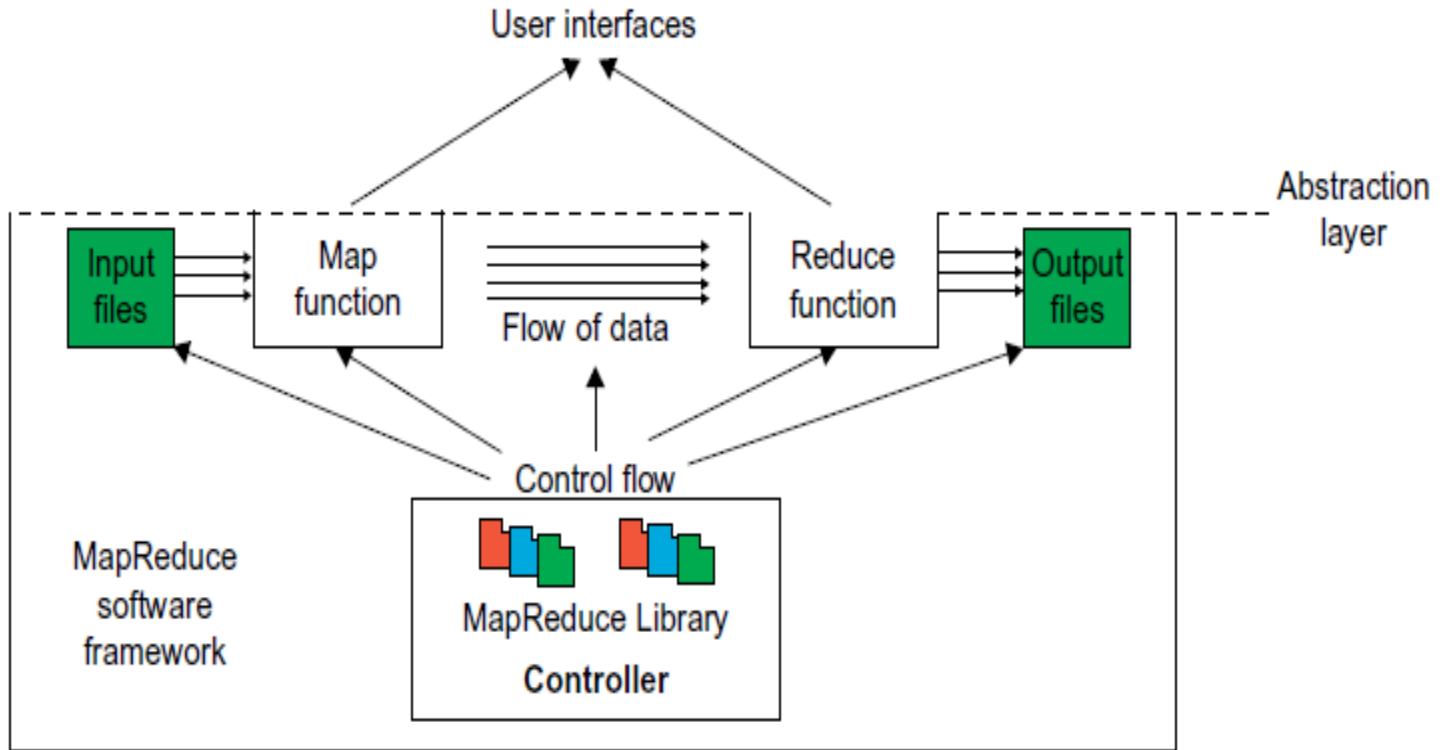 User interfaces
Abstraction
layer
Input
files
Map
function
Flow of data
Reduce
function
Output
files
Control flow
MapReduce
software
framework
MapReduce Library
Controller